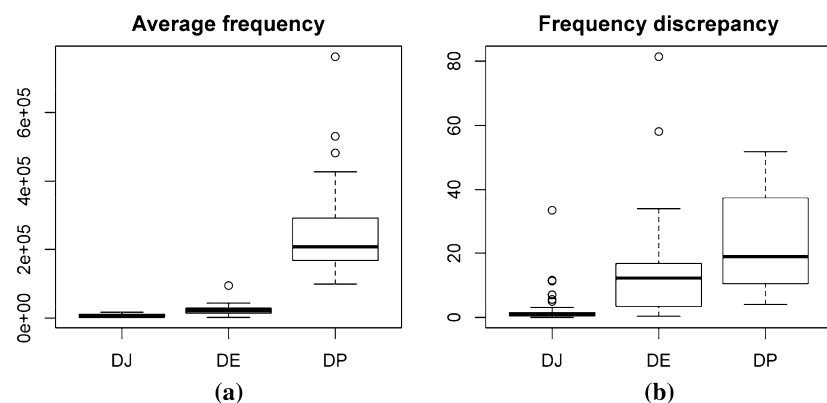 Average frequency
6e+05
4e+05
2e+05
0e+00
DJ DE DP
(a)
Frequency discrepancy
80
60
40
20
0
DJ DE DP
(b)